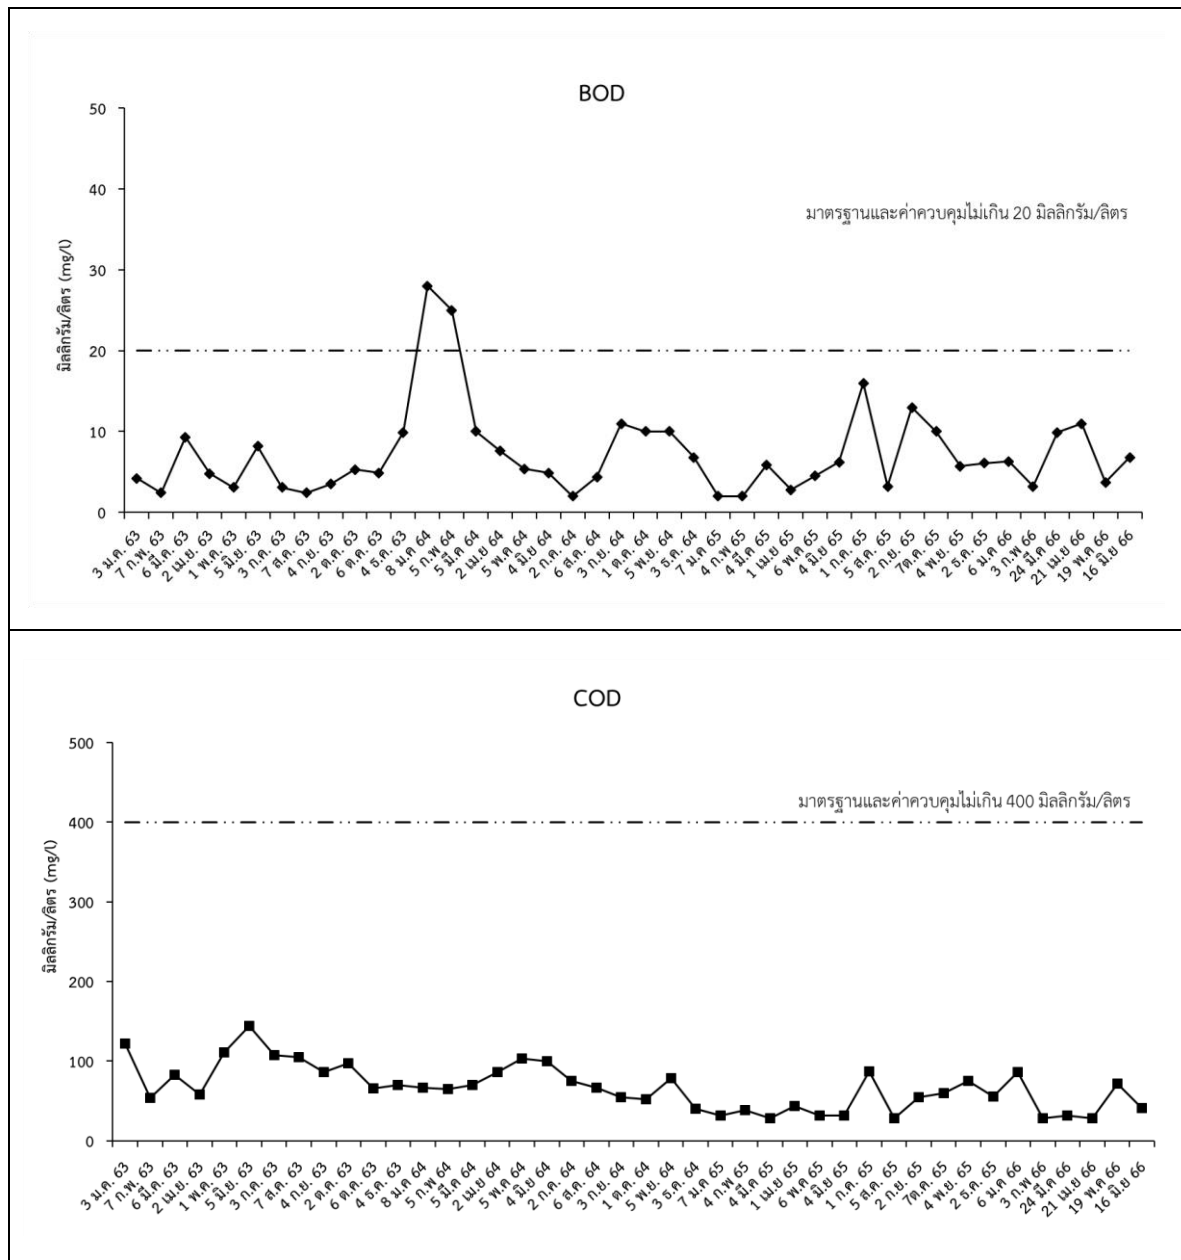 BOD
50
40
30
20
10
0
มิลลิกรัม/ลิตร (mg/l)
มาตรฐานและค่าควบคุมไม่เกิน 20 มิลลิกรัม/ลิตร
3 ม.ค. 63
7 ก.พ. 63
6 มี.ค. 63
2 เม.ย. 63
1 พ.ค. 63
5 มิ.ย. 63
3 ก.ค. 63
7 ส.ค. 63
4 ก.ย. 63
2 ต.ค. 63
6 ต.ค. 63
4 ธ.ค. 63
8 ม.ค 64
5 ก.พ 64
5 มี.ค 64
2 เม.ย 64
5 พ.ค 64
4 มิ.ย 64
2 ก.ค 64
6 ส.ค 64
3 ก.ย 64
1 ต.ค 64
5 พ.ย 64
3 ธ.ค 64
7 ม.ค 65
4 ก.พ 65
4 มี.ค 65
1 เม.ย 65
6 พ.ค 65
4 มิ.ย 65
1 ก.ค. 65
5 ส.ค. 65
2 ก.ย. 65
7ต.ค. 65
4 พ.ย. 65
2 ธ.ค. 65
6 ม.ค 66
3 ก.พ 66
24 มี.ค 66
21 เม.ย 66
19 พ.ค 66
16 มิ.ย 66
COD
500
400
300
200
100
0
มิลลิกรัม/ลิตร (mg/l)
มาตรฐานและค่าควบคุมไม่เกิน 400 มิลลิกรัม/ลิตร
3 ม.ค. 63
7 ก.พ. 63
6 มี.ค. 63
2 เม.ย. 63
1 พ.ค. 63
5 มิ.ย. 63
3 ก.ค. 63
7 ส.ค. 63
4 ก.ย. 63
2 ต.ค. 63
6 ต.ค. 63
4 ธ.ค. 63
8 ม.ค 64
5 ก.พ 64
5 มี.ค 64
2 เม.ย 64
5 พ.ค 64
4 มิ.ย 64
2 ก.ค 64
6 ส.ค 64
3 ก.ย 64
1 ต.ค 64
5 พ.ย 64
3 ธ.ค 64
7 ม.ค 65
4 ก.พ 65
4 มี.ค 65
1 เม.ย 65
6 พ.ค 65
4 มิ.ย 65
1 ก.ค. 65
5 ส.ค. 65
2 ก.ย. 65
7ต.ค. 65
4 พ.ย. 65
2 ธ.ค. 65
6 ม.ค 66
3 ก.พ 66
24 มี.ค 66
21 เม.ย 66
19 พ.ค 66
16 มิ.ย 66